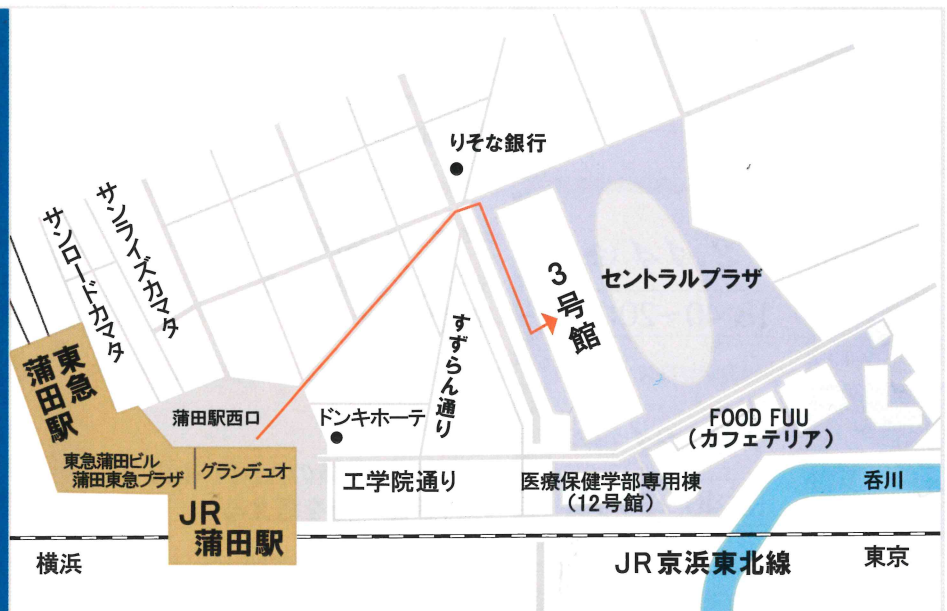 りそな銀行
サンライズカマタ
サンロードカマタ
3号館
セントラルプラザ
すずらん通り
東急
蒲田駅
蒲田駅西口
ドンキホーテ
FOOD FUU
(カフェテリア)
東急蒲田ビル
蒲田東急プラザ
グランデュオ
工学院通り
医療保健学部専用棟
(12号館)
呑川
JR
蒲田駅
横浜
JR京浜東北線
東京